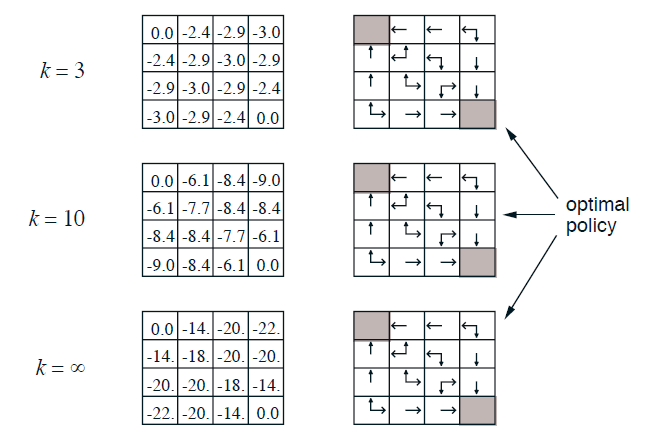 0.0 -2.4 -2.9 -3.0
k = 3
-2.4 -2.9 -3.0 -2.9
-2.9 -3.0 -2.9 -2.4
-3.0 -2.9 -2.4 0.0
0.0 -6.1 -8.4 -9.0
k = 10
-6.1 -7.7 -8.4 -8.4
-8.4 -8.4 -7.7 -6.1
-9.0 -8.4 -6.1 0.0
optimal
policy
0.0 -14. -20. -22.
k = ∞
-14. -18. -20. -20.
-20. -20. -18. -14.
-22. -20. -14. 0.0